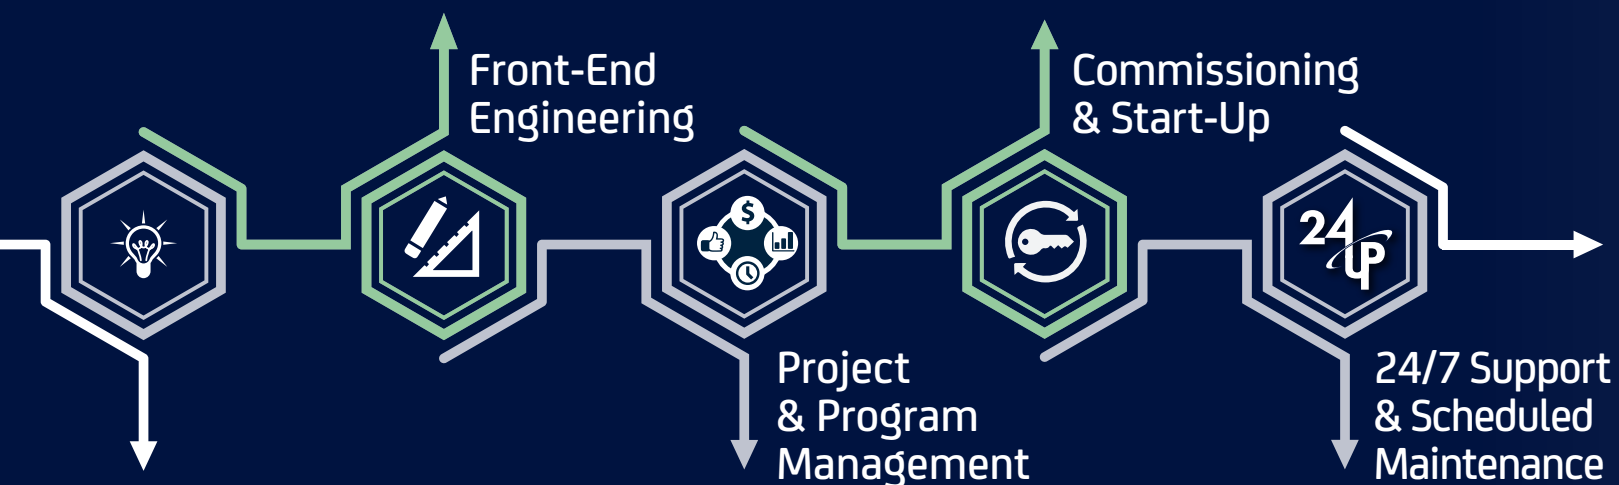 Front-End
Engineering
Commissioning
& Start-Up
$
24
UP
Project
& Program
Management
24/7 Support
& Scheduled
Maintenance